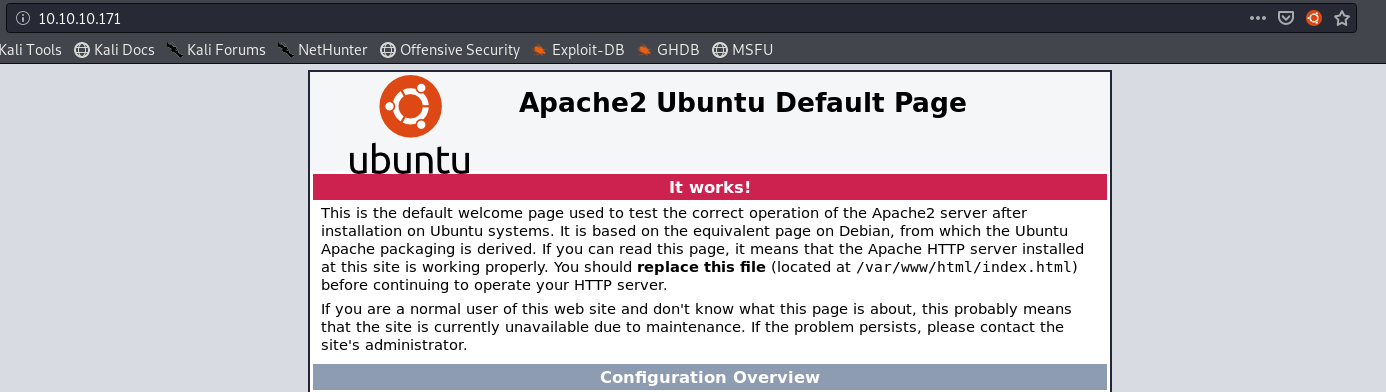 10.10.10.171
Kali Tools Kali Docs Kali Forums NetHunter Offensive Security Exploit-DB GHDB MSFU
ubuntu
Apache2 Ubuntu Default Page
It works!
This is the default welcome page used to test the correct operation of the Apache2 server after
installation on Ubuntu systems. It is based on the equivalent page on Debian, from which the Ubuntu
Apache packaging is derived. If you can read this page, it means that the Apache HTTP server installed
at this site is working properly. You should replace this file (located at /var/www/html/index.html)
before continuing to operate your HTTP server.
If you are a normal user of this web site and don't know what this page is about, this probably means
that the site is currently unavailable due to maintenance. If the problem persists, please contact the
site's administrator.
Configuration Overview